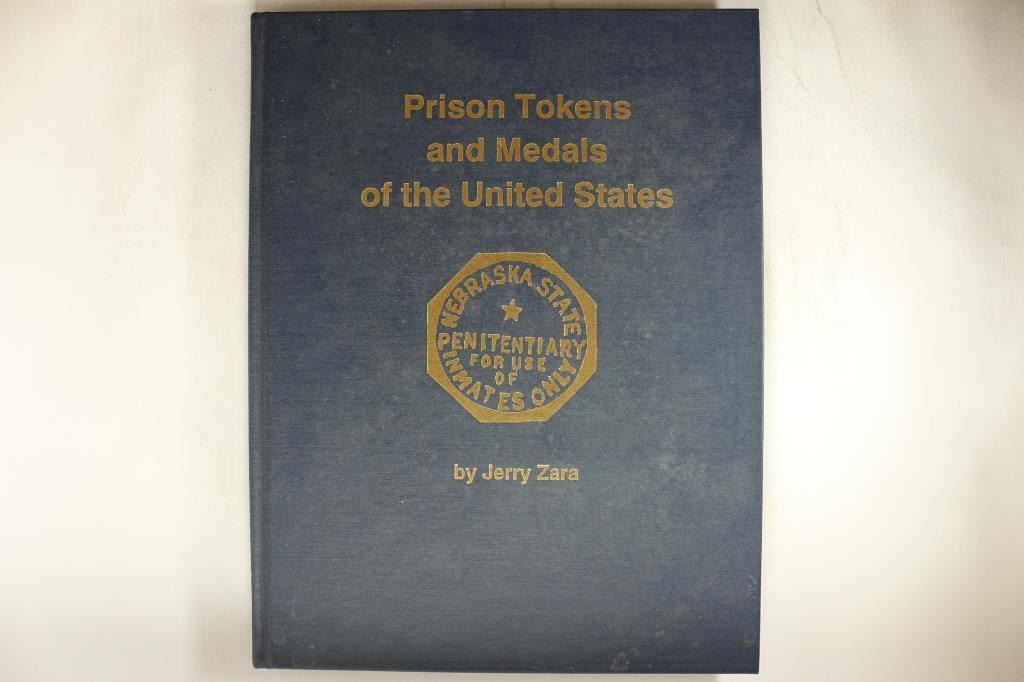 Prison Tokens
and Medals
of the United States
NEBRASKA STATE
PENITENTIARY
FOR USE
OF
INMATES ONLY
by Jerry Zara